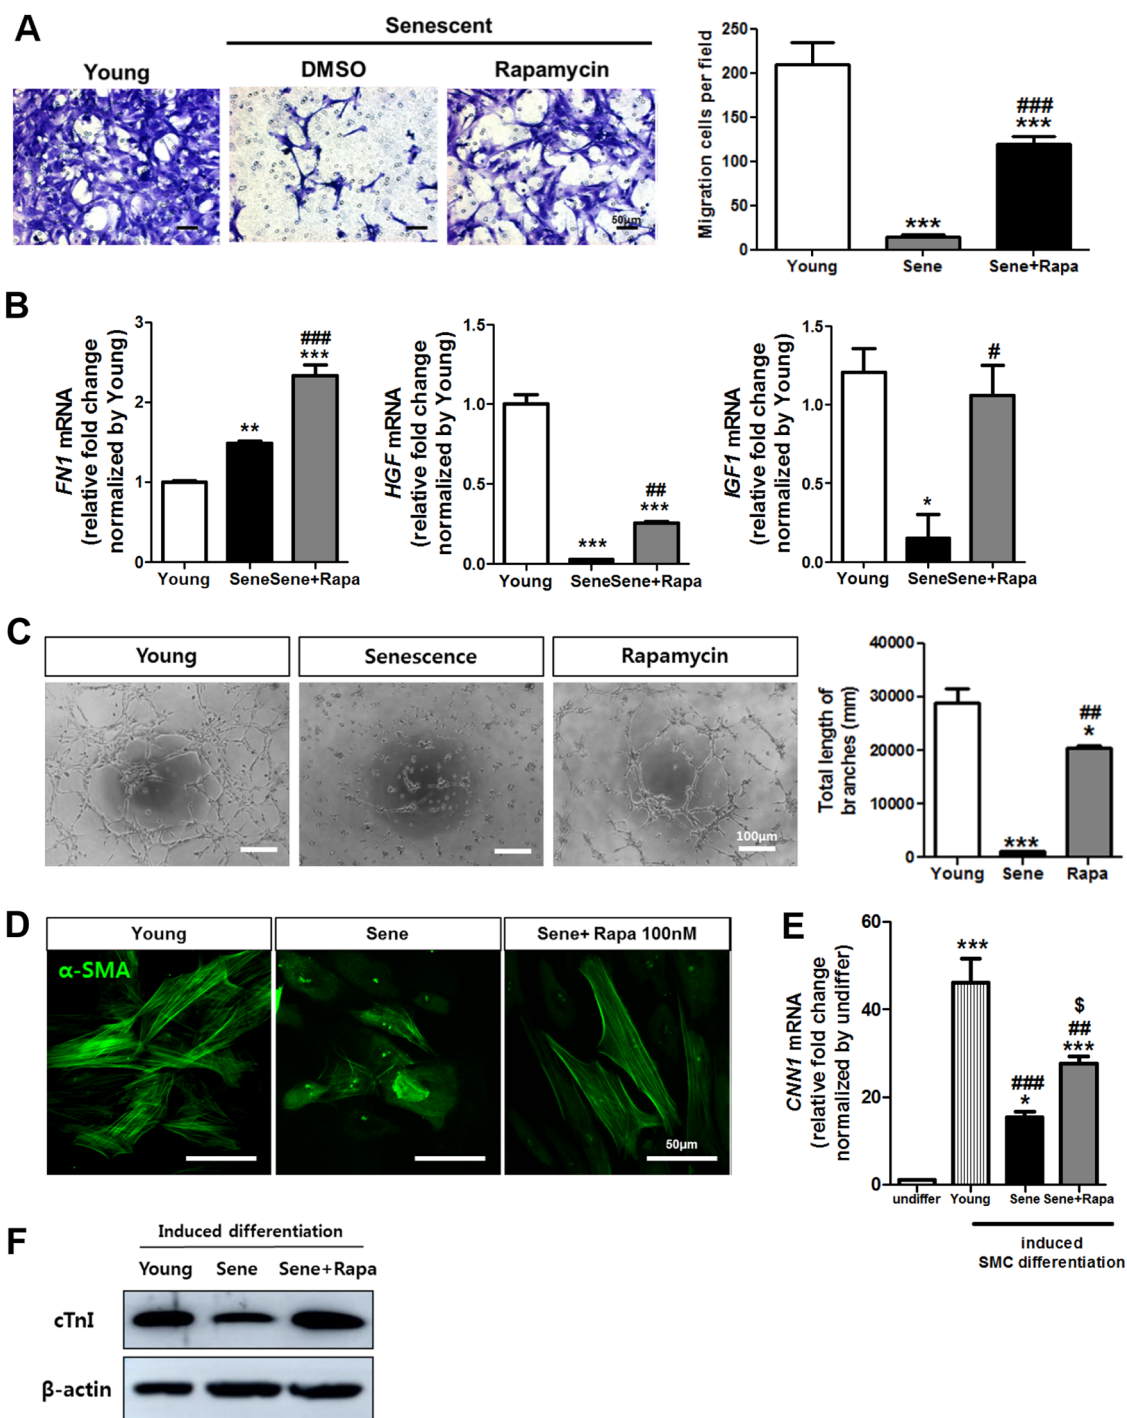 A
Senescent
Young
DMSO
Rapamycin
50µm
Migration cells per field
250
200
150
100
50
0
***
###
***
Young
Sene
Sene+Rapa
B
FN1 mRNA
(relative fold change
normalized by Young)
3
2
1
0
**
###
***
Young
Sene
Sene+Rapa
HGF mRNA
(relative fold change
normalized by Young)
1.5
1.0
0.5
0.0
***
##
***
Young
Sene
Sene+Rapa
IGF1 mRNA
(relative fold change
normalized by Young)
1.5
1.0
0.5
0.0
*
#
Young
Sene
Sene+Rapa
C
Young
Senescence
Rapamycin
100µm
Total length of
branches (mm)
40000
30000
20000
10000
0
***
##
*
Young
Sene
Rapa
D
Young
Sene
Sene+ Rapa 100nM
α-SMA
50µm
E
CNN1 mRNA
(relative fold change
normalized by undiffer)
60
40
20
0
***
###
*
$
##
***
undiffer
Young
Sene
Sene+Rapa
induced
SMC differentiation
F
Induced differentiation
Young
Sene
Sene+Rapa
cTnI
β-actin